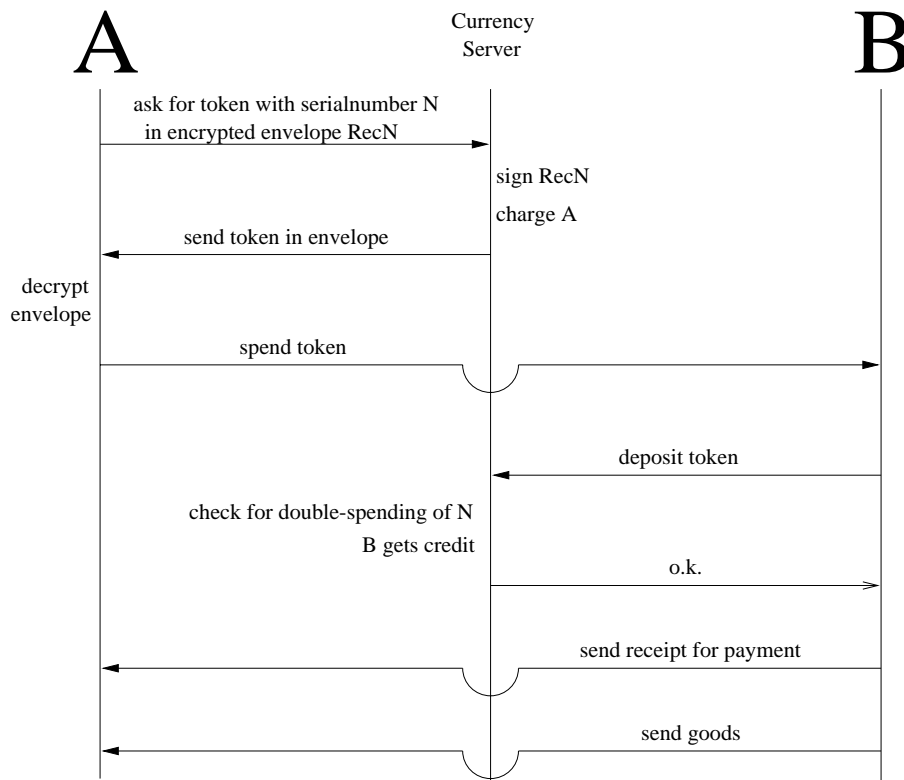 A
Currency
Server
B
ask for token with serialnumber N
in encrypted envelope RecN
sign RecN
charge A
send token in envelope
decrypt
envelope
spend token
deposit token
check for double-spending of N
B gets credit
o.k.
send receipt for payment
send goods